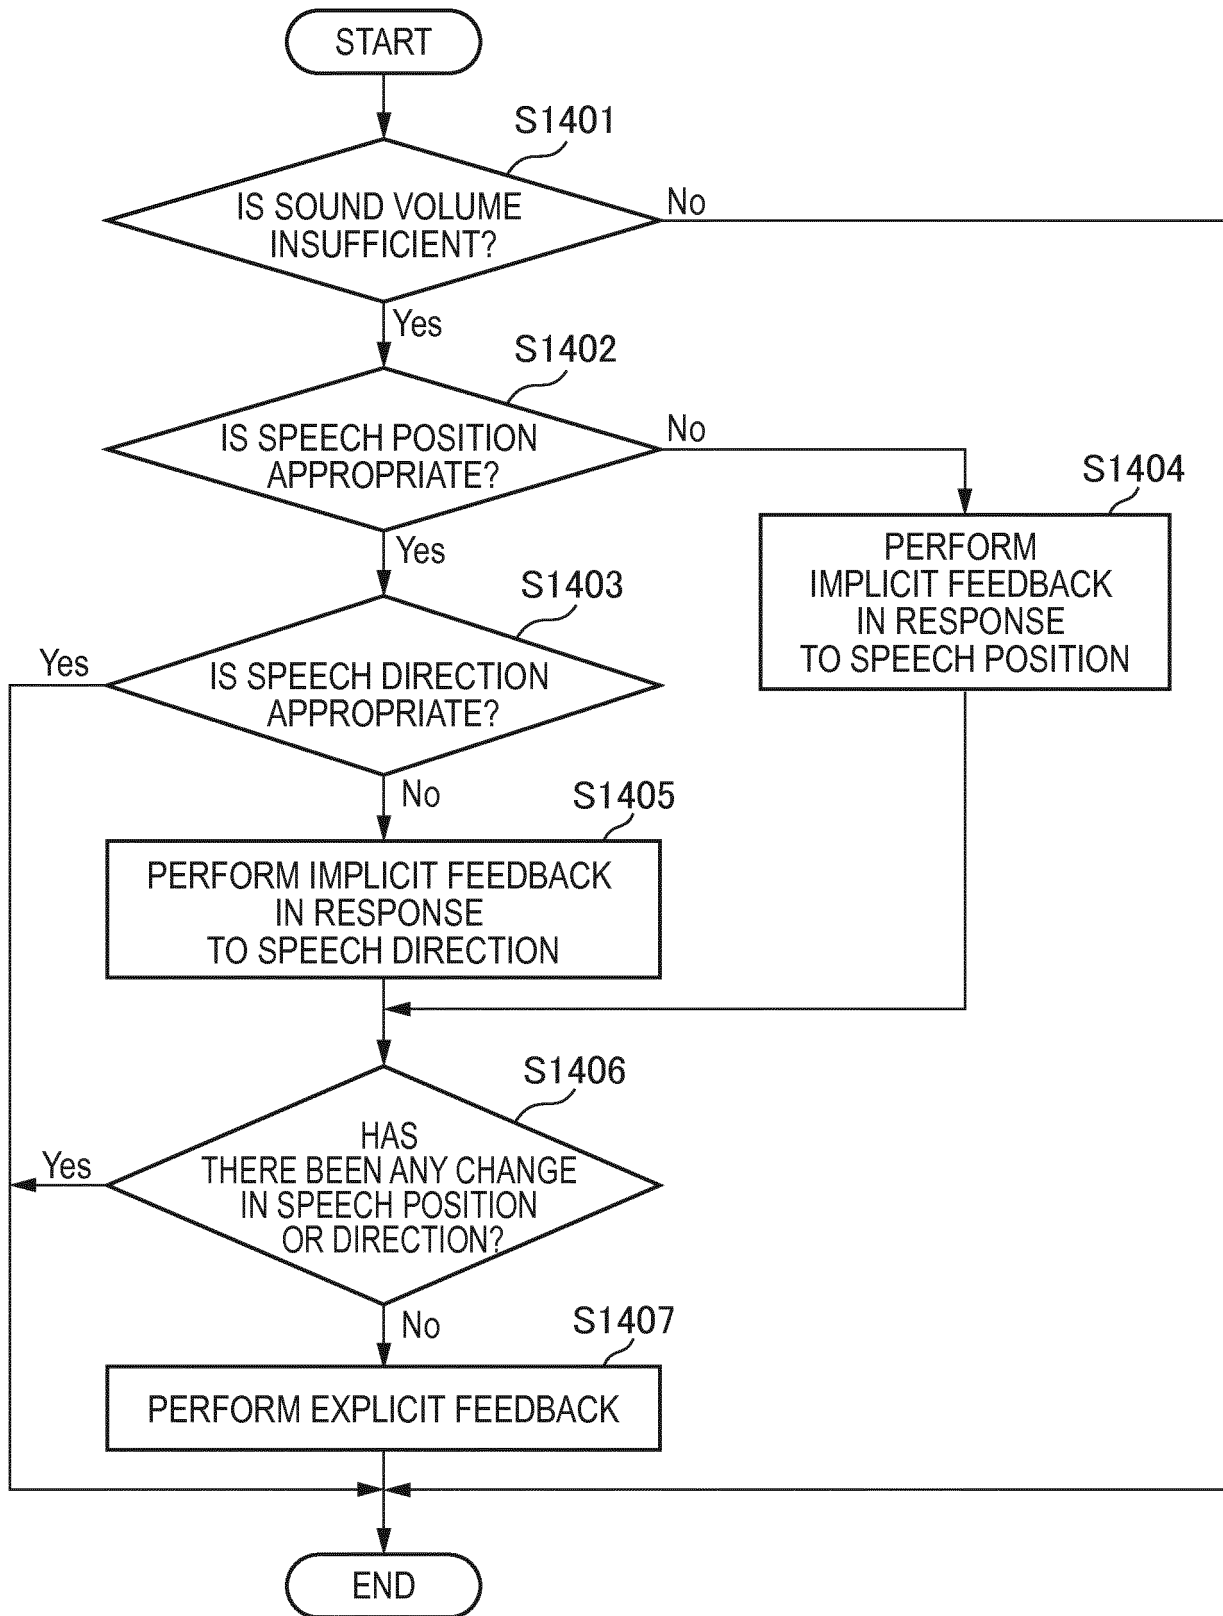 START
S1401
IS SOUND VOLUME
INSUFFICIENT?
No
Yes
S1402
IS SPEECH POSITION
APPROPRIATE?
No
Yes
S1404
PERFORM
IMPLICIT FEEDBACK
IN RESPONSE
TO SPEECH POSITION
S1403
Yes
IS SPEECH DIRECTION
APPROPRIATE?
No
S1405
PERFORM IMPLICIT FEEDBACK
IN RESPONSE
TO SPEECH DIRECTION
S1406
Yes
HAS
THERE BEEN ANY CHANGE
IN SPEECH POSITION
OR DIRECTION?
No
S1407
PERFORM EXPLICIT FEEDBACK
END